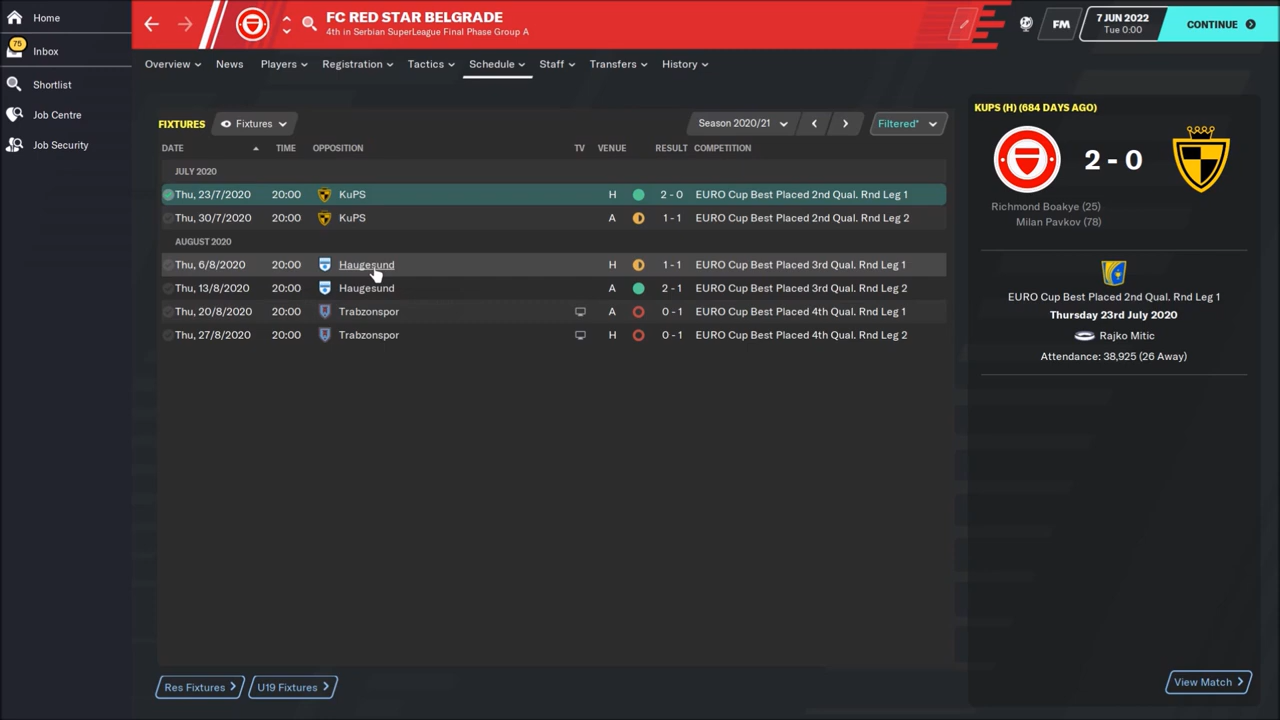 Home
75
Inbox
Shortlist
Job Centre
Job Security
FC RED STAR BELGRADE
4th in Serbian SuperLeague Final Phase Group A
FM
7 JUN 2022
Tue 0:00
CONTINUE
Overview
News
Players
Registration
Tactics
Schedule
Staff
Transfers
History
FIXTURES
Fixtures
Season 2020/21
Filtered*
DATE TIME OPPOSITION TV VENUE RESULT COMPETITION
JULY 2020
Thu, 23/7/2020 20:00 KuPS H 2 - 0 EURO Cup Best Placed 2nd Qual. Rnd Leg 1
Thu, 30/7/2020 20:00 KuPS A 1 - 1 EURO Cup Best Placed 2nd Qual. Rnd Leg 2
AUGUST 2020
Thu, 6/8/2020 20:00 Haugesund H 1 - 1 EURO Cup Best Placed 3rd Qual. Rnd Leg 1
Thu, 13/8/2020 20:00 Haugesund A 2 - 1 EURO Cup Best Placed 3rd Qual. Rnd Leg 2
Thu, 20/8/2020 20:00 Trabzonspor A 0 - 1 EURO Cup Best Placed 4th Qual. Rnd Leg 1
Thu, 27/8/2020 20:00 Trabzonspor H 0 - 1 EURO Cup Best Placed 4th Qual. Rnd Leg 2
Res Fixtures
U19 Fixtures
KUPS (H) (684 DAYS AGO)
2 - 0
Richmond Boakye (25)
Milan Pavkov (78)
EURO Cup Best Placed 2nd Qual. Rnd Leg 1
Thursday 23rd July 2020
Rajko Mitic
Attendance: 38,925 (26 Away)
View Match